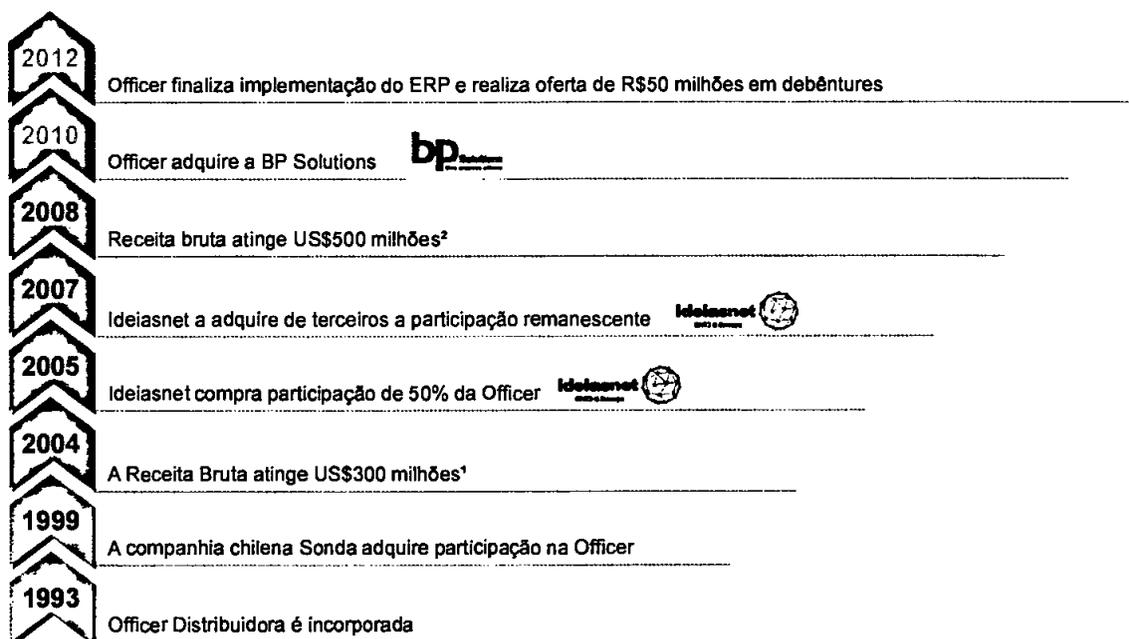 2012
Officer finaliza implementação do ERP e realiza oferta de R$50 milhões em debêntures
2010
Officer adquire a BP Solutions
bp Solutions
2008
Receita bruta atinge US$500 milhões²
2007
Ideiasnet a adquire de terceiros a participação remanescente
Ideiasnet
2005
Ideiasnet compra participação de 50% da Officer
Ideiasnet
2004
A Receita Bruta atinge US$300 milhões¹
1999
A companhia chilena Sonda adquire participação na Officer
1993
Officer Distribuidora é incorporada